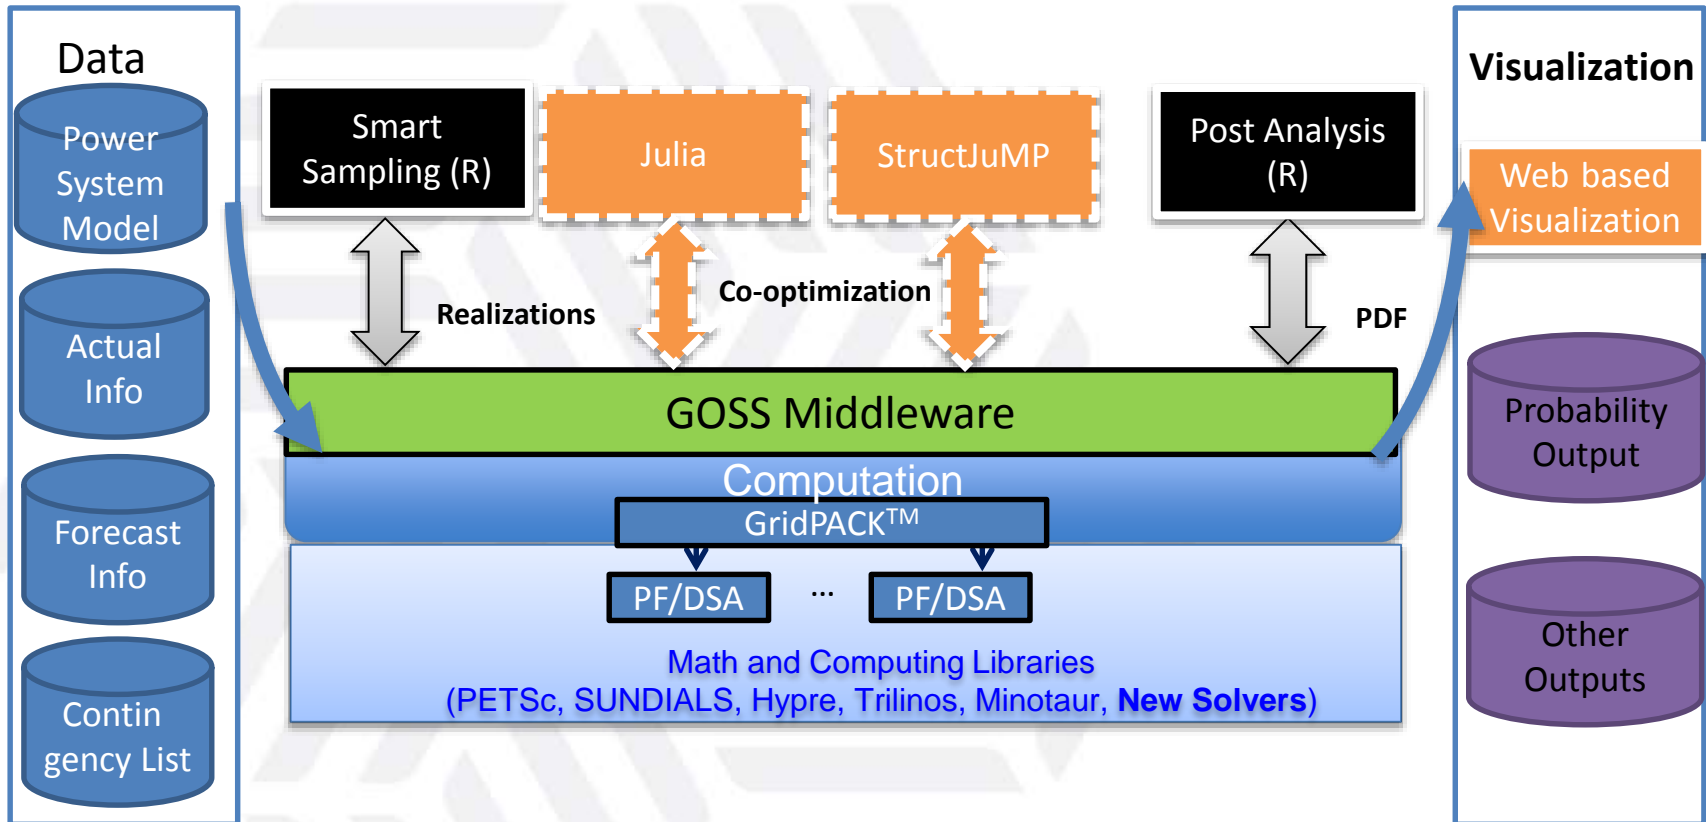 Data
Power
System
Model
Actual
Info
Forecast
Info
Contin
gency List
Smart
Sampling (R)
Julia
StructJuMP
Post Analysis
(R)
Realizations
Co-optimization
PDF
GOSS Middleware
Computation
GridPACK™
PF/DSA
...
PF/DSA
Math and Computing Libraries
(PETSc, SUNDIALS, Hypre, Trilinos, Minotaur, New Solvers)
Visualization
Web based
Visualization
Probability
Output
Other
Outputs